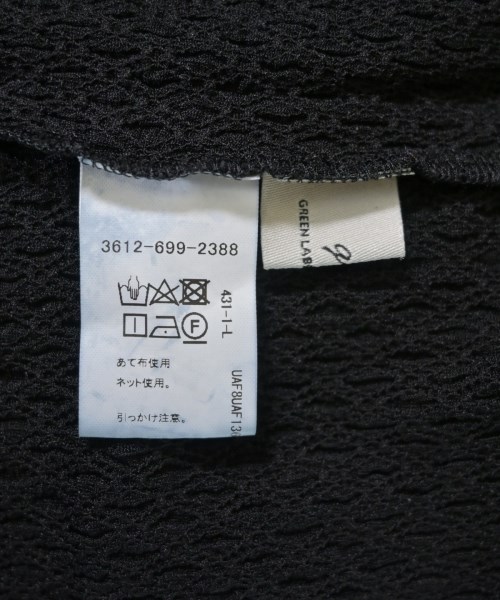 3612-699-2388
F
あて布使用
ネット使用。
引っかけ注意。
431-1-L
UAF8UAF13
GREEN LAB
g